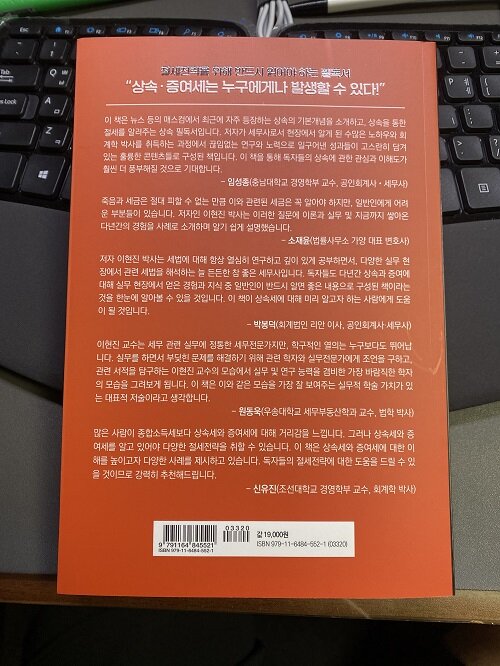 절세전략을 위해 반드시 읽어야 하는 필독서
“상속·증여세는 누구에게나 발생할 수 있다!”
이 책은 뉴스 등의 매스컴에서 최근에 자주 등장하는 상속의 기본개념을 소개하고, 상속을 통한
절세를 알려주는 상속 필독서입니다. 저자가 세무사로서 현장에서 알게 된 수많은 노하우와 회
계학 박사를 취득하는 과정에서 끊임없는 연구와 노력으로 일구어낸 성과들이 고스란히 담겨
있는 훌륭한 콘텐츠들로 구성된 책입니다. 이 책을 통해 독자들의 상속에 관한 관심과 이해도가
훨씬 더 풍부해질 것으로 기대합니다.
– 임성종(충남대학교 경영학부 교수, 공인회계사·세무사)
죽음과 세금은 절대 피할 수 없는 만큼 이와 관련된 세금은 꼭 알아야 하지만, 일반인에게 어려
운 부분들이 있습니다. 저자인 이현진 박사는 이러한 질문에 이론과 실무 및 지금까지 쌓아온
다년간의 경험을 사례로 소개하며 알기 쉽게 설명했습니다.
– 소재윤(법률사무소 가앙 대표 변호사)
저자 이현진 박사는 세법에 대해 항상 열심히 연구하고 깊이 있게 공부하면서, 다양한 실무 현
장에서 관련 세법을 해석하는 늘 든든한 참 좋은 세무사입니다. 독자들도 다년간 상속과 증여에
대해 실무 현장에서 얻은 경험과 지식 중 일반인이 반드시 알면 좋은 내용으로 구성된 책이라는
것을 한눈에 알아볼 수 있을 것입니다. 이 책이 상속세에 대해 미리 알고자 하는 사람에게 도움
이 될 것입니다.
– 박봉덕(회계법인 리안 이사, 공인회계사·세무사)
이현진 교수는 세무 관련 실무에 정통한 세무전문가지만, 학구적인 열의는 누구보다도 뛰어납
니다. 실무를 하면서 부딪힌 문제를 해결하기 위해 관련 학자와 실무전문가에게 조언을 구하고,
관련 서적을 탐구하는 이현진 교수의 모습에서 실무 및 연구 능력을 겸비한 가장 바람직한 학자
의 모습을 그려보게 됩니다. 이 책은 이와 같은 모습을 가장 잘 보여주는 실무적 학술 가치가 있
는 대표적 저술이라고 생각합니다.
– 원동욱(우송대학교 세무부동산학과 교수, 법학 박사)
많은 사람이 종합소득세보다 상속세와 증여세에 대해 거리감을 느낍니다. 그러나 상속세와 증
여세를 알고 있어야 다양한 절세전략을 취할 수 있습니다. 이 책은 상속세와 증여세에 대한 이
해를 높이고자 다양한 사례를 제시하고 있습니다. 독자들의 절세전략에 대한 도움을 드릴 수 있
을 것이므로 강력히 추천해드립니다.
– 신유진(조선대학교 경영학부 교수, 회계학 박사)
03320
9 791164 845521
ISBN 979-11-6484-552-1
값 19,000원
ISBN 979-11-6484-552-1 (03320)